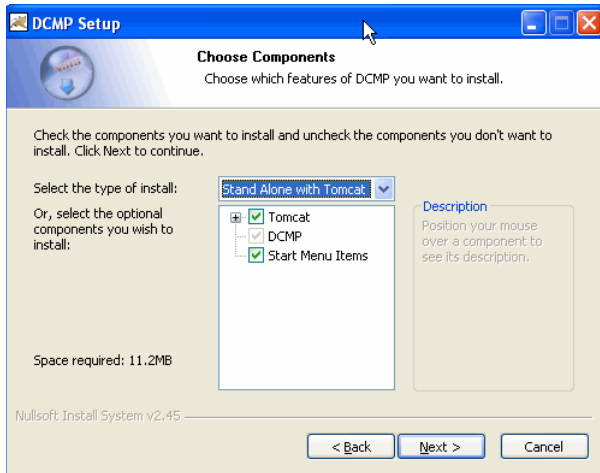 DCMP Setup
Choose Components
Choose which features of DCMP you want to install.
Check the components you want to install and uncheck the components you don't want to
install. Click Next to continue.
Select the type of install:
Stand Alone with Tomcat
Or, select the optional
components you wish to
install:
Tomcat
DCMP
Start Menu Items
Description
Position your mouse
over a component to
see its description.
Space required: 11.2MB
Nullsoft Install System v2.45
< Back
Next >
Cancel